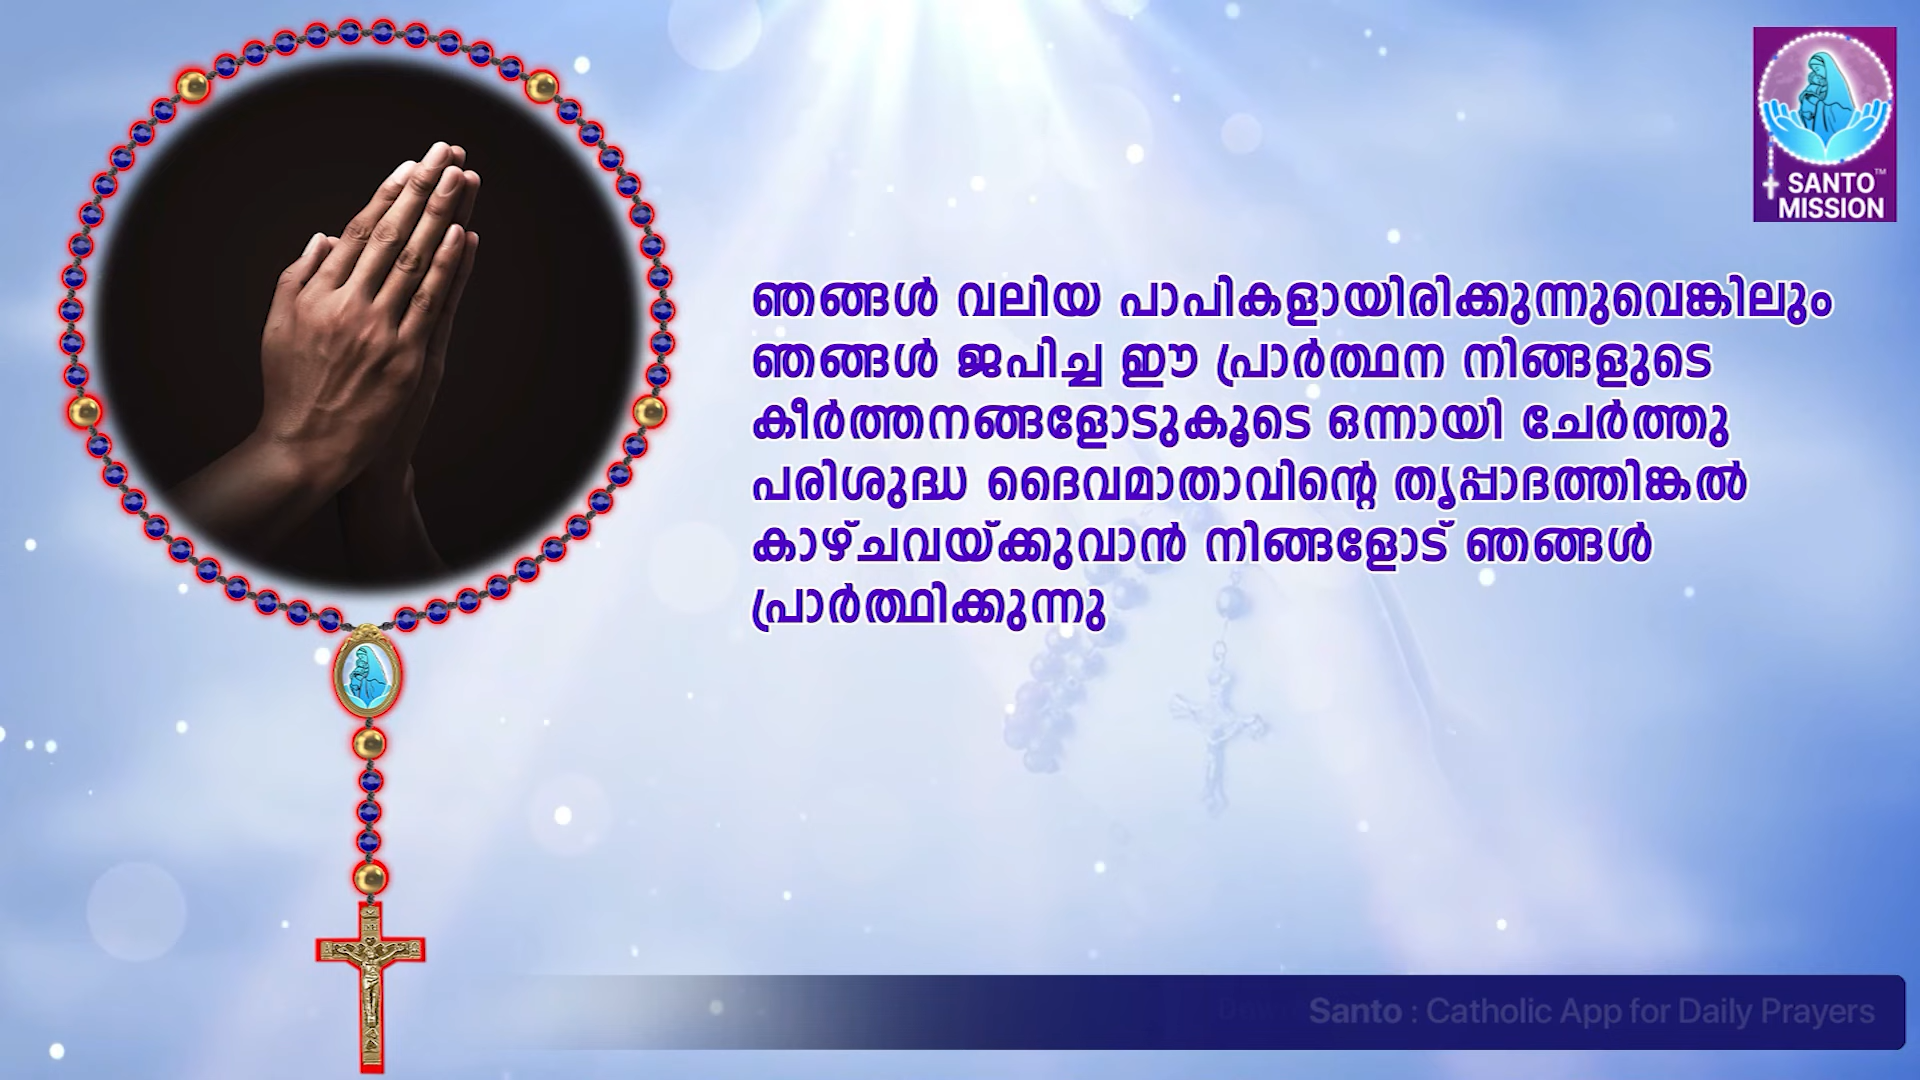 SANTO™
MISSION
ഞങ്ങൾ വലിയ പാപികളായിരിക്കുന്നുവെങ്കിലും
ഞങ്ങൾ ജപിച്ച ഈ പ്രാർത്ഥന നിങ്ങളുടെ
കീർത്തനങ്ങളോടുകൂടെ ഒന്നായി ചേർത്തു
പരിശുദ്ധ ദൈവമാതാവിന്റെ തൃപ്പാദത്തിങ്കൽ
കാഴ്ചവയ്ക്കുവാൻ നിങ്ങളോട് ഞങ്ങൾ
പ്രാർത്ഥിക്കുന്നു
Santo : Catholic App for Daily Prayers